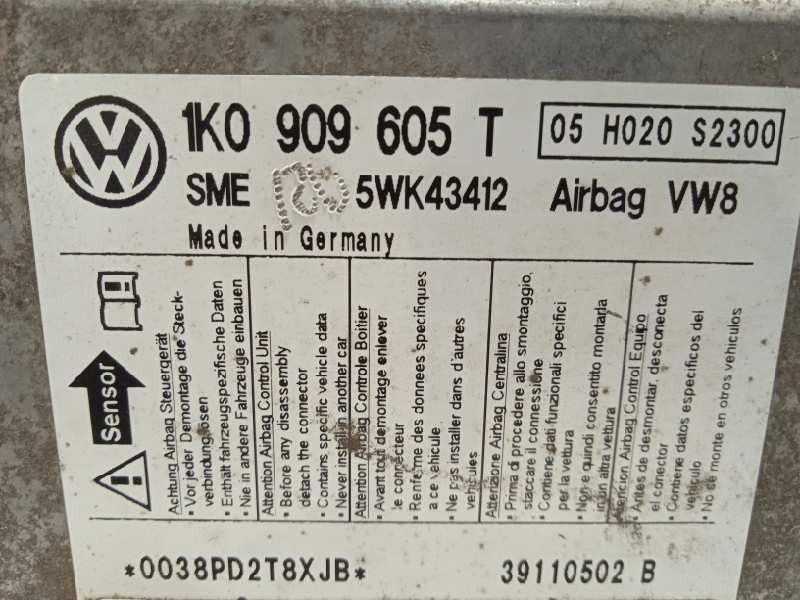 1K0 909 605 T
05 H020 S2300
SME 5WK43412 Airbag VW8
Made in Germany
Sensor
Achtung Airbag Steuergerät
• Vor jeder Demontage die Steck-
verbindung lösen
• Enthält fahrzeugspezifische Daten
• Nie in andere Fahrzeuge einbauen
Attention Airbag Control Unit
• Before any disassembly
detach the connector
• Contains specific vehicle data
• Never install in another car
Attention Airbag Controle Boitier
• Avant tout demontage enlever
le connecteur
• Renferme des donnees specifiques
a ce vehicule
• Ne pas installer dans d'autres
vehicules
Attenzione Airbag Centralina
• Prima di procedere allo smontaggio,
staccare il connessione
• Contiene dati funzionali specifici
per la vettura
• Non e quindi consentito montarla
in un altra vettura
Atencion Airbag Control Equipo
• Antes de desmontar, desconecta
el conector
• Contiene datos especificos del
vehiculo
• No se monte en otros vehiculos
*0038PD2T8XJB*
39110502 B